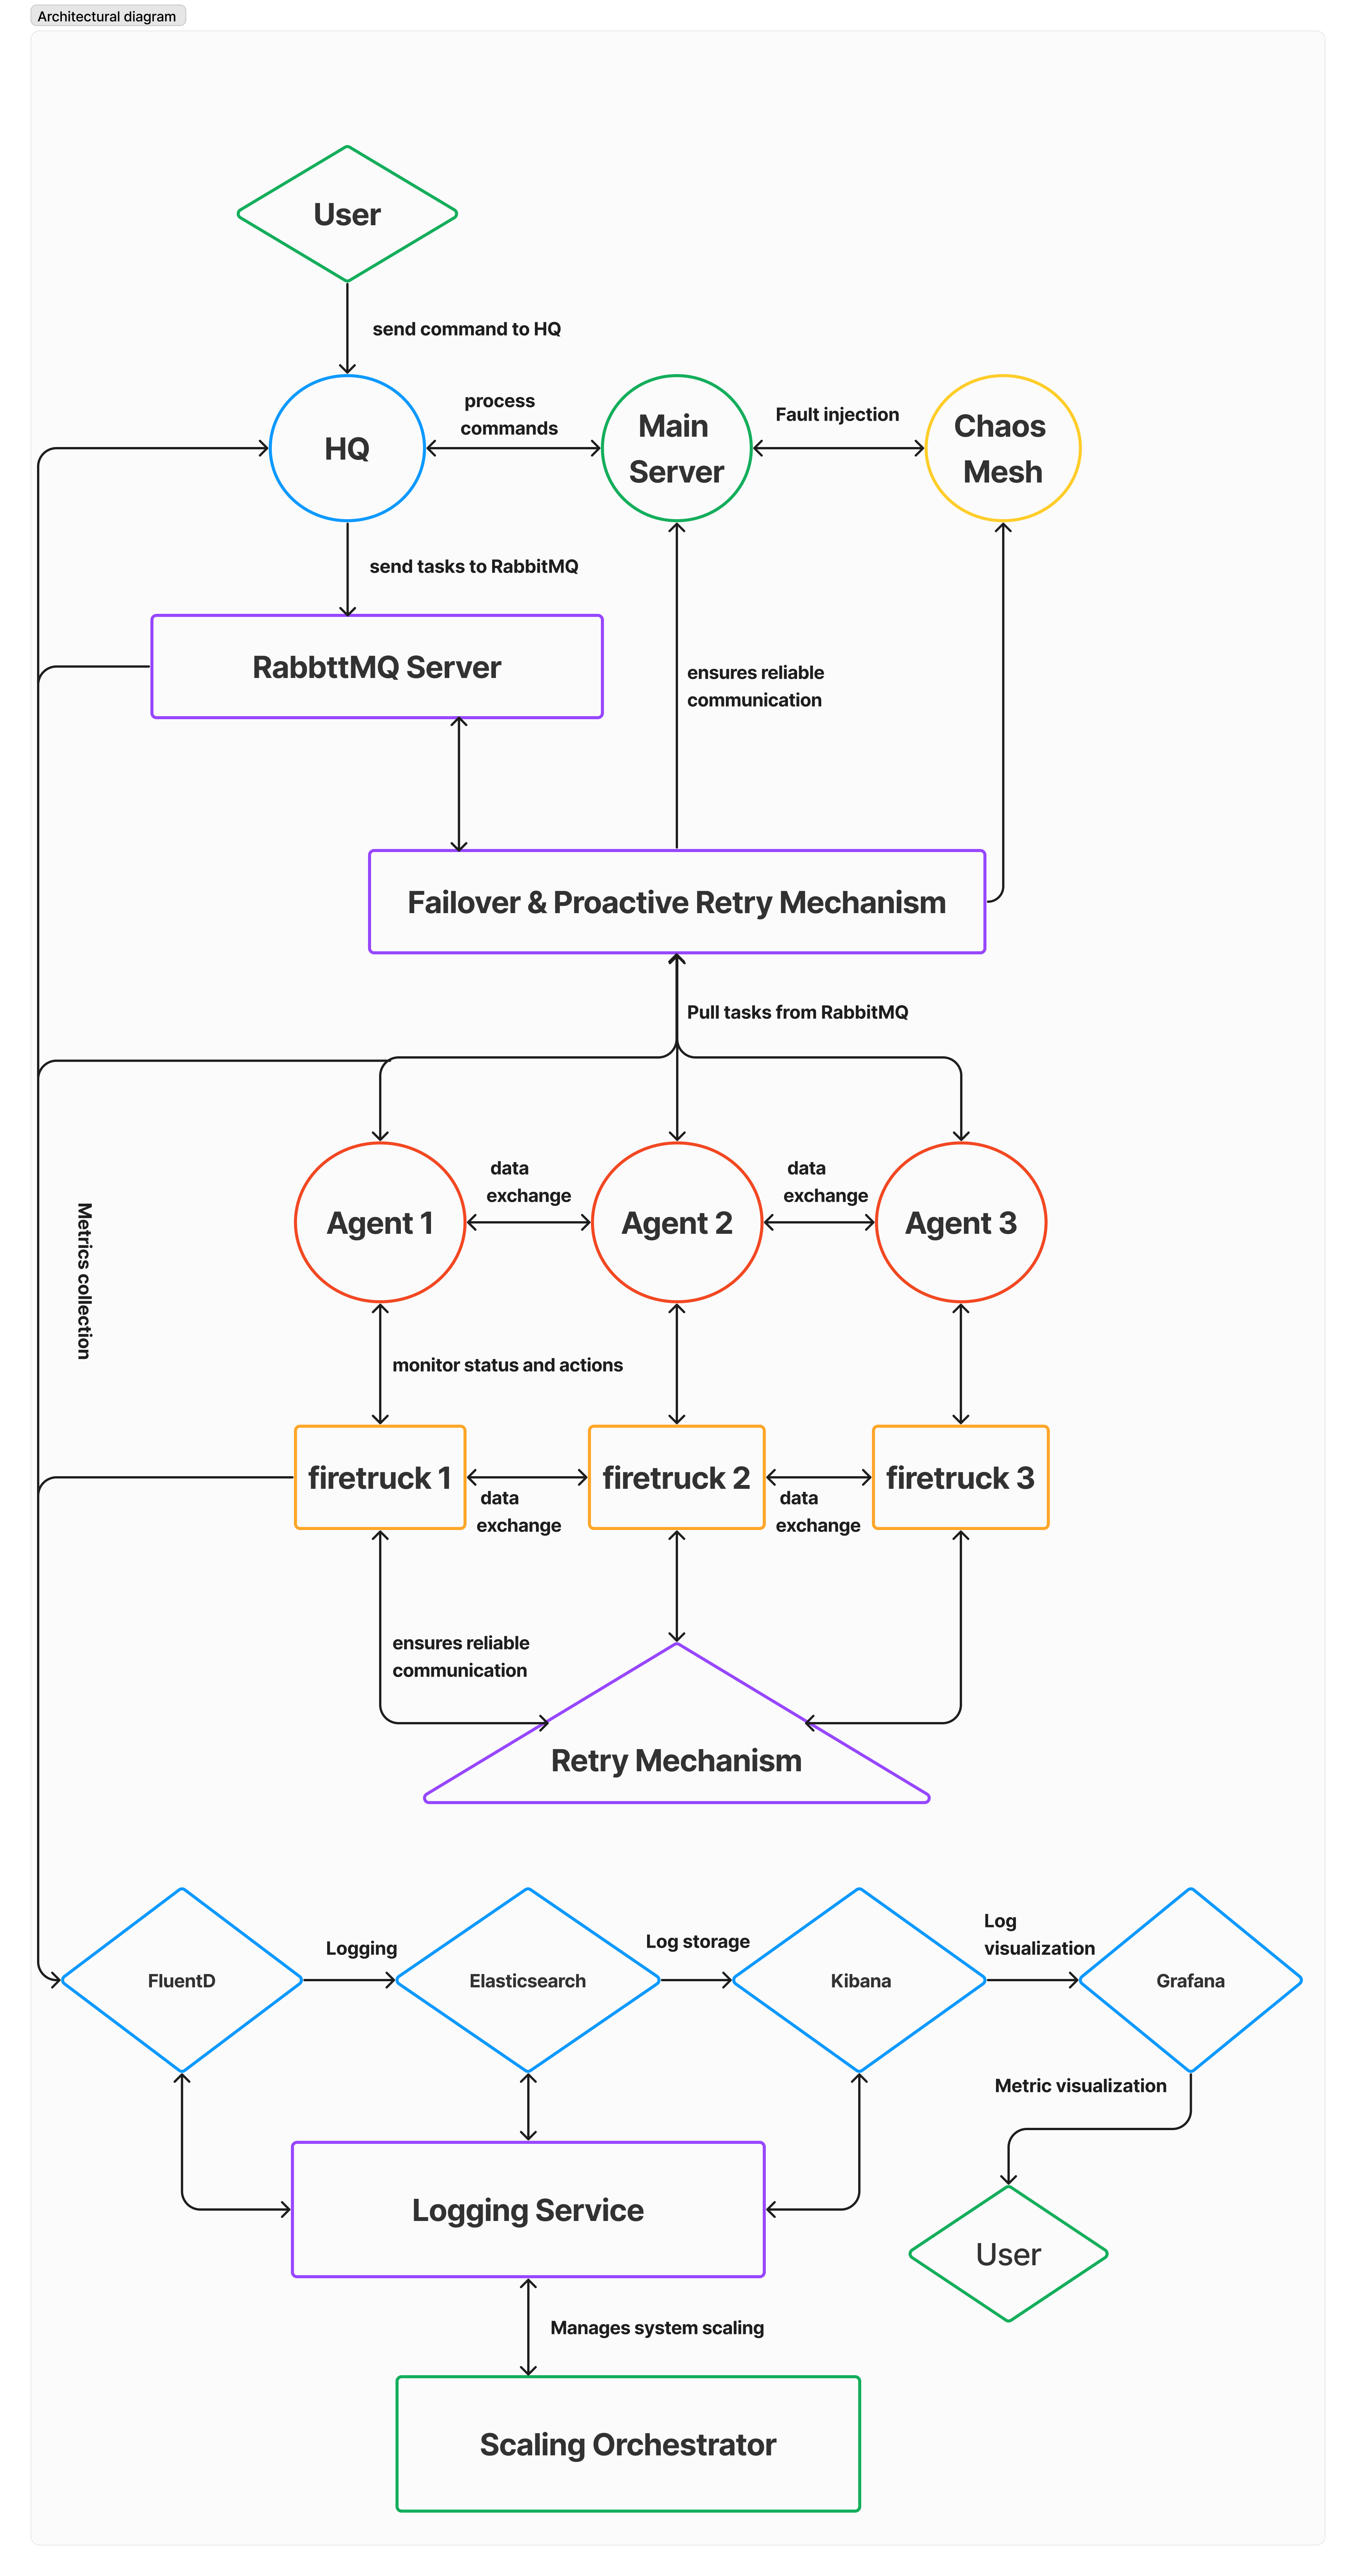 Architectural diagram
User
send command to HQ
process
commands
Fault injection
HQ
Main
Server
Chaos
Mesh
send tasks to RabbitMQ
RabbttMQ Server
ensures reliable
communication
Failover & Proactive Retry Mechanism
Pull tasks from RabbitMQ
data
exchange
data
exchange
Agent 1
Agent 2
Agent 3
Metrics collection
monitor status and actions
firetruck 1
firetruck 2
firetruck 3
data
exchange
data
exchange
ensures reliable
communication
Retry Mechanism
Logging
Log storage
Log
visualization
FluentD
Elasticsearch
Kibana
Grafana
Metric visualization
Logging Service
User
Manages system scaling
Scaling Orchestrator